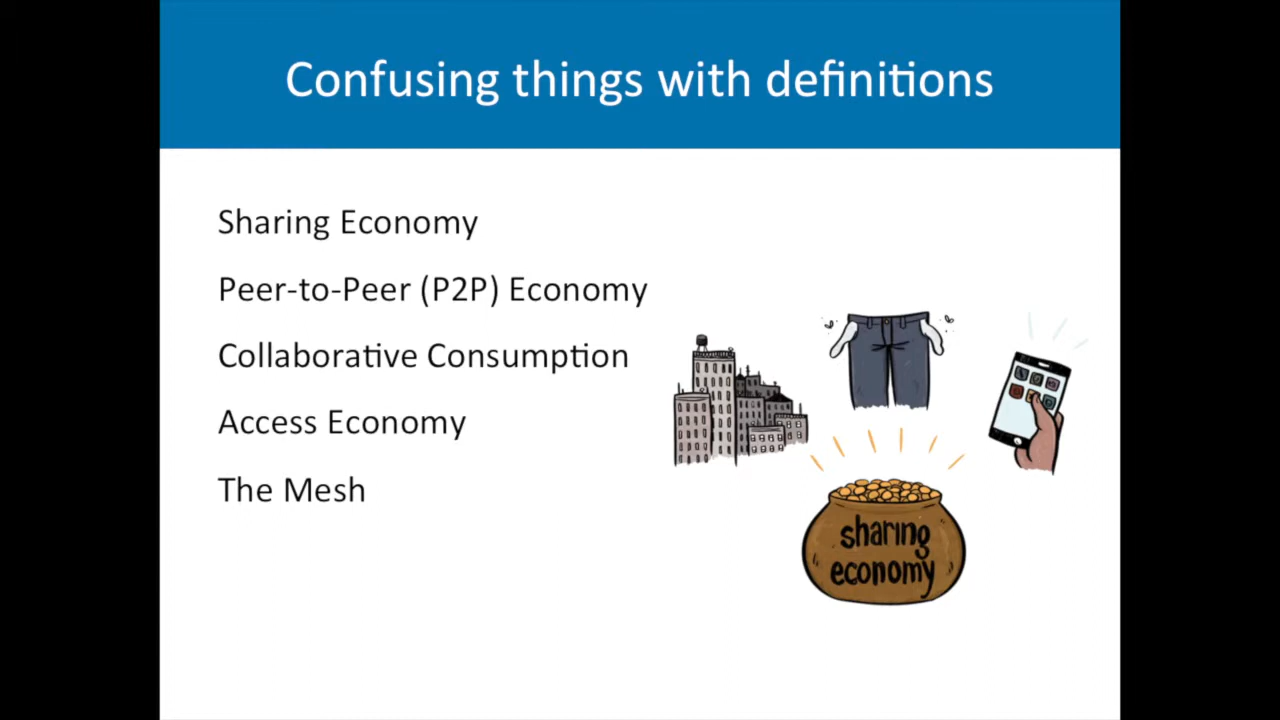 Confusing things with definitions
Sharing Economy
Peer-to-Peer (P2P) Economy
Collaborative Consumption
Access Economy
The Mesh
sharing
economy